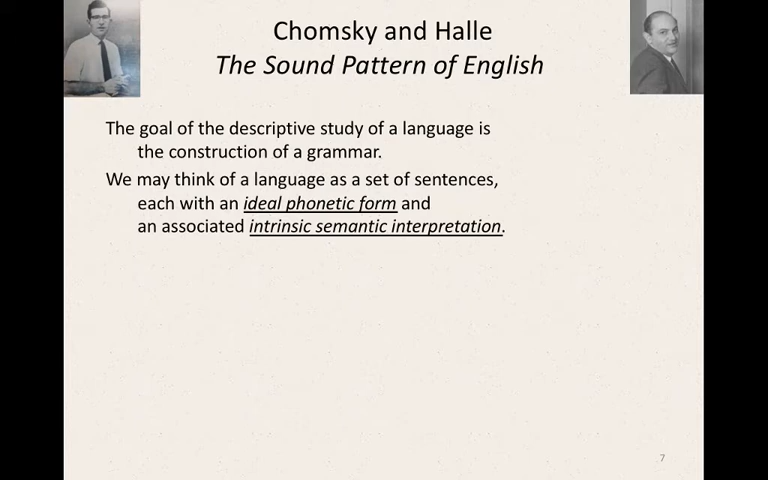 Chomsky and Halle
The Sound Pattern of English
The goal of the descriptive study of a language is
the construction of a grammar.
We may think of a language as a set of sentences,
each with an ideal phonetic form and
an associated intrinsic semantic interpretation.
7